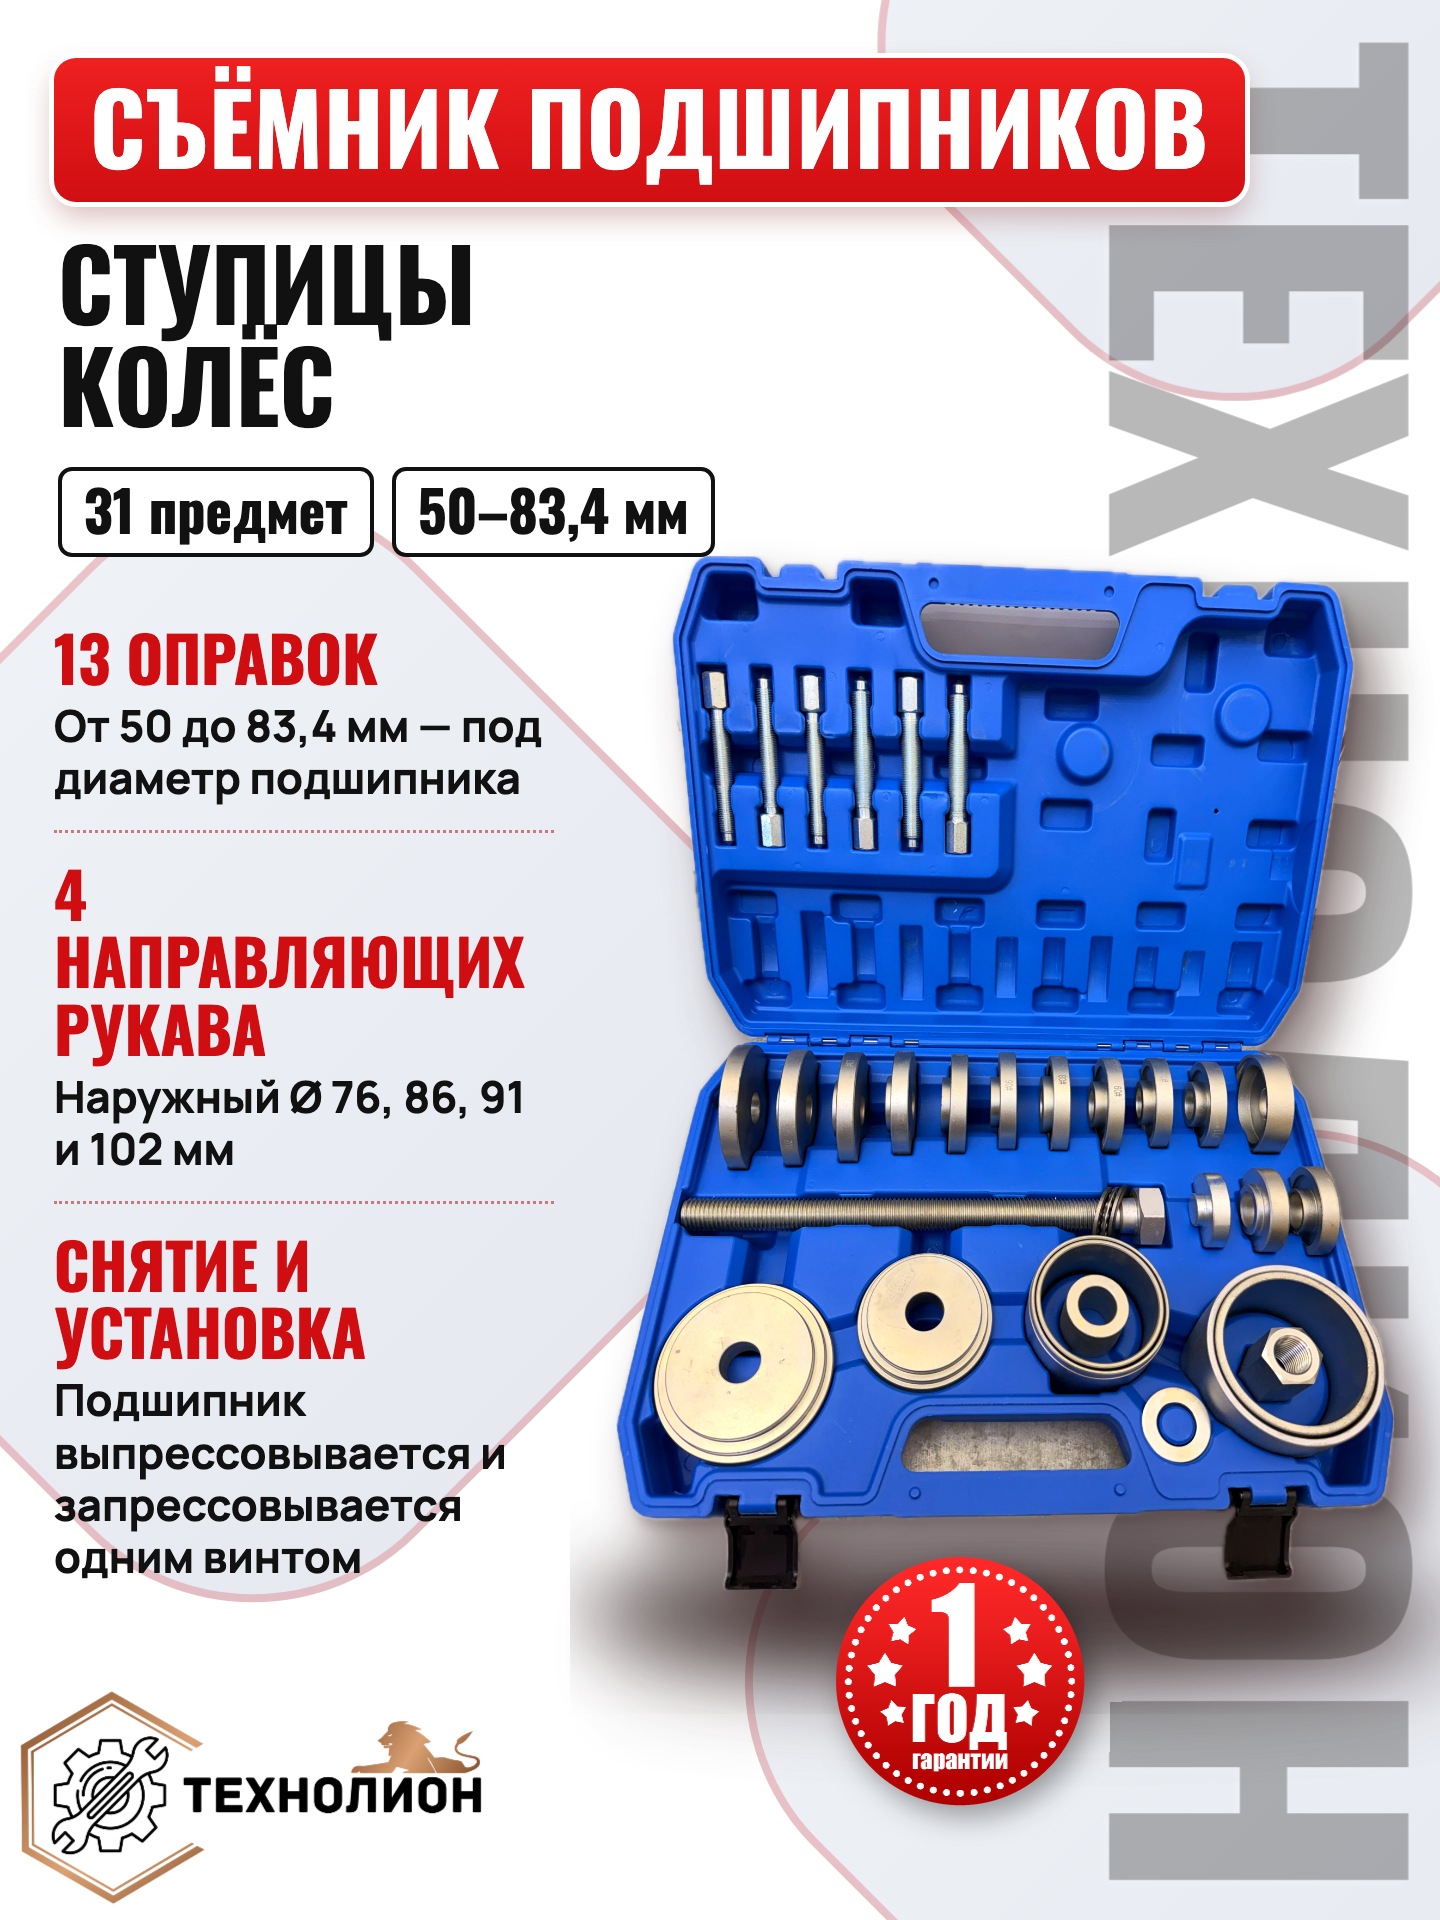 СЪЁМНИК ПОДШИПНИКОВ
СТУПИЦЫ
КОЛЁС
31 предмет
50–83,4 мм
13 ОПРАВОК
От 50 до 83,4 мм — под
диаметр подшипника
4
НАПРАВЛЯЮЩИХ
РУКАВА
Наружный Ø 76, 86, 91
и 102 мм
СНЯТИЕ И
УСТАНОВКА
Подшипник
выпрессовывается и
запрессовывается
одним винтом
1
ГОД
гарантии
ТЕХНОЛИОН
ТЕХНОЛИОН